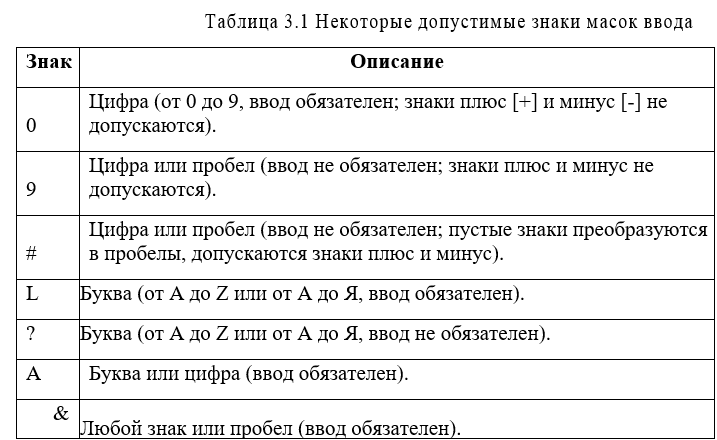 Таблица 3.1 Некоторые допустимые знаки масок ввода
Знак Описание
Цифра (от 0 до 9, ввод обязателен; знаки плюс [+] и минус [-] не
0 допускаются).
Цифра или пробел (ввод не обязателен; знаки плюс и минус не
9 допускаются).
Цифра или пробел (ввод не обязателен; пустые знаки преобразуются
# в пробелы, допускаются знаки плюс и минус).
L Буква (от A до Z или от А до Я, ввод обязателен).
? Буква (от A до Z или от А до Я, ввод не обязателен).
A Буква или цифра (ввод обязателен).
&
Любой знак или пробел (ввод обязателен).